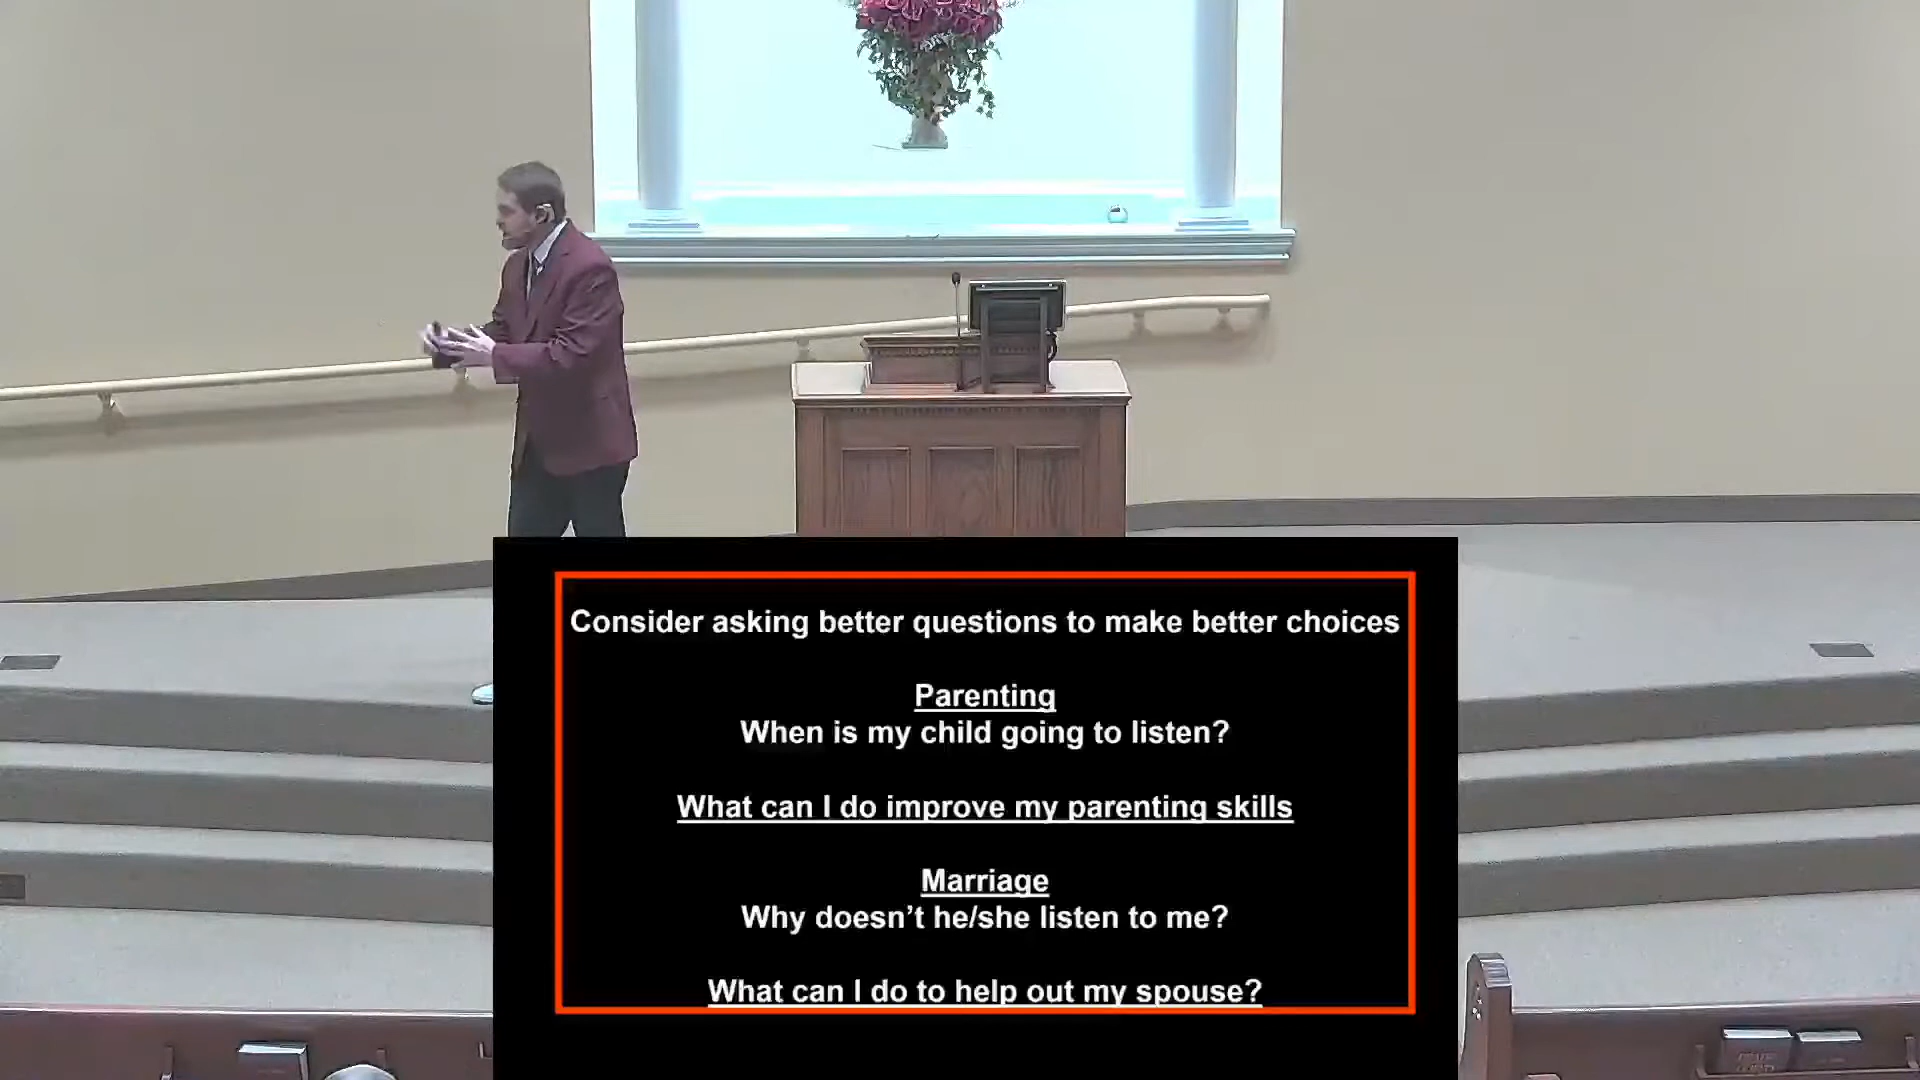 Consider asking better questions to make better choices
Parenting
When is my child going to listen?
What can I do improve my parenting skills
Marriage
Why doesn’t he/she listen to me?
What can I do to help out my spouse?